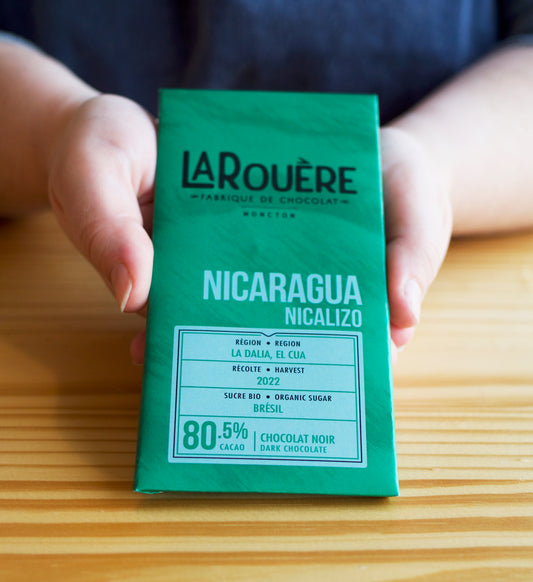 LAROUÈRE
FABRIQUE DE CHOCOLAT
MONCTON
NICARAGUA
NICALIZO
RÈGION • REGION
LA DALIA, EL CUA
RÉCOLTE • HARVEST
2022
SUCRE BIO • ORGANIC SUGAR
BRÉSIL
80.5% CACAO
CHOCOLAT NOIR
DARK CHOCOLATE